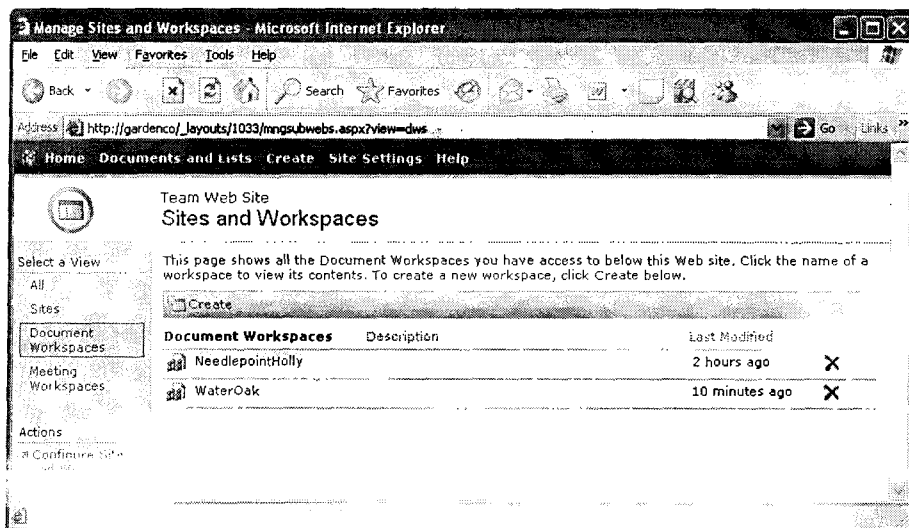 Manage Sites and Workspaces - Microsoft Internet Explorer
File Edit View Favorites Tools Help
Back Search Favorites
Address http://gardenco/_layouts/1033/mngsubwebs.aspx?view=dws Go Links »
Home Documents and Lists Create Site Settings Help
Team Web Site
Sites and Workspaces
Select a View
All
Sites
Document Workspaces
Meeting Workspaces
Actions
Configure Site
This page shows all the Document Workspaces you have access to below this Web site. Click the name of a
workspace to view its contents. To create a new workspace, click Create below.
Create
Document Workspaces Description Last Modified
NeedlepointHolly 2 hours ago
WaterOak 10 minutes ago